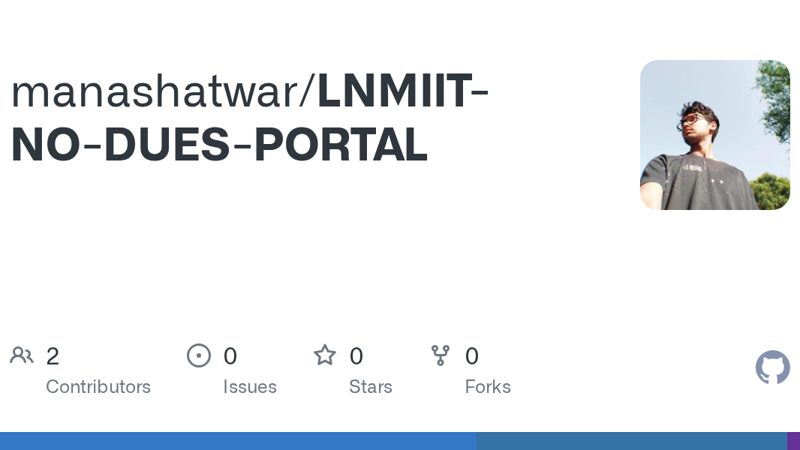 manashatwar/LNMIIT-
NO-DUES-PORTAL
2
Contributors
0
Issues
0
Stars
0
Forks